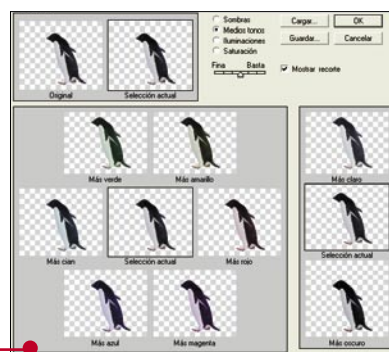 Sombras
Medios tonos
Iluminaciones
Saturación
Fina Basta
Cargar...
OK
Guardar...
Cancelar
Mostrar recorte
Original
Selección actual
Más verde
Más amarillo
Más cian
Selección actual
Más rojo
Más azul
Más magenta
Más claro
Selección actual
Más oscuro